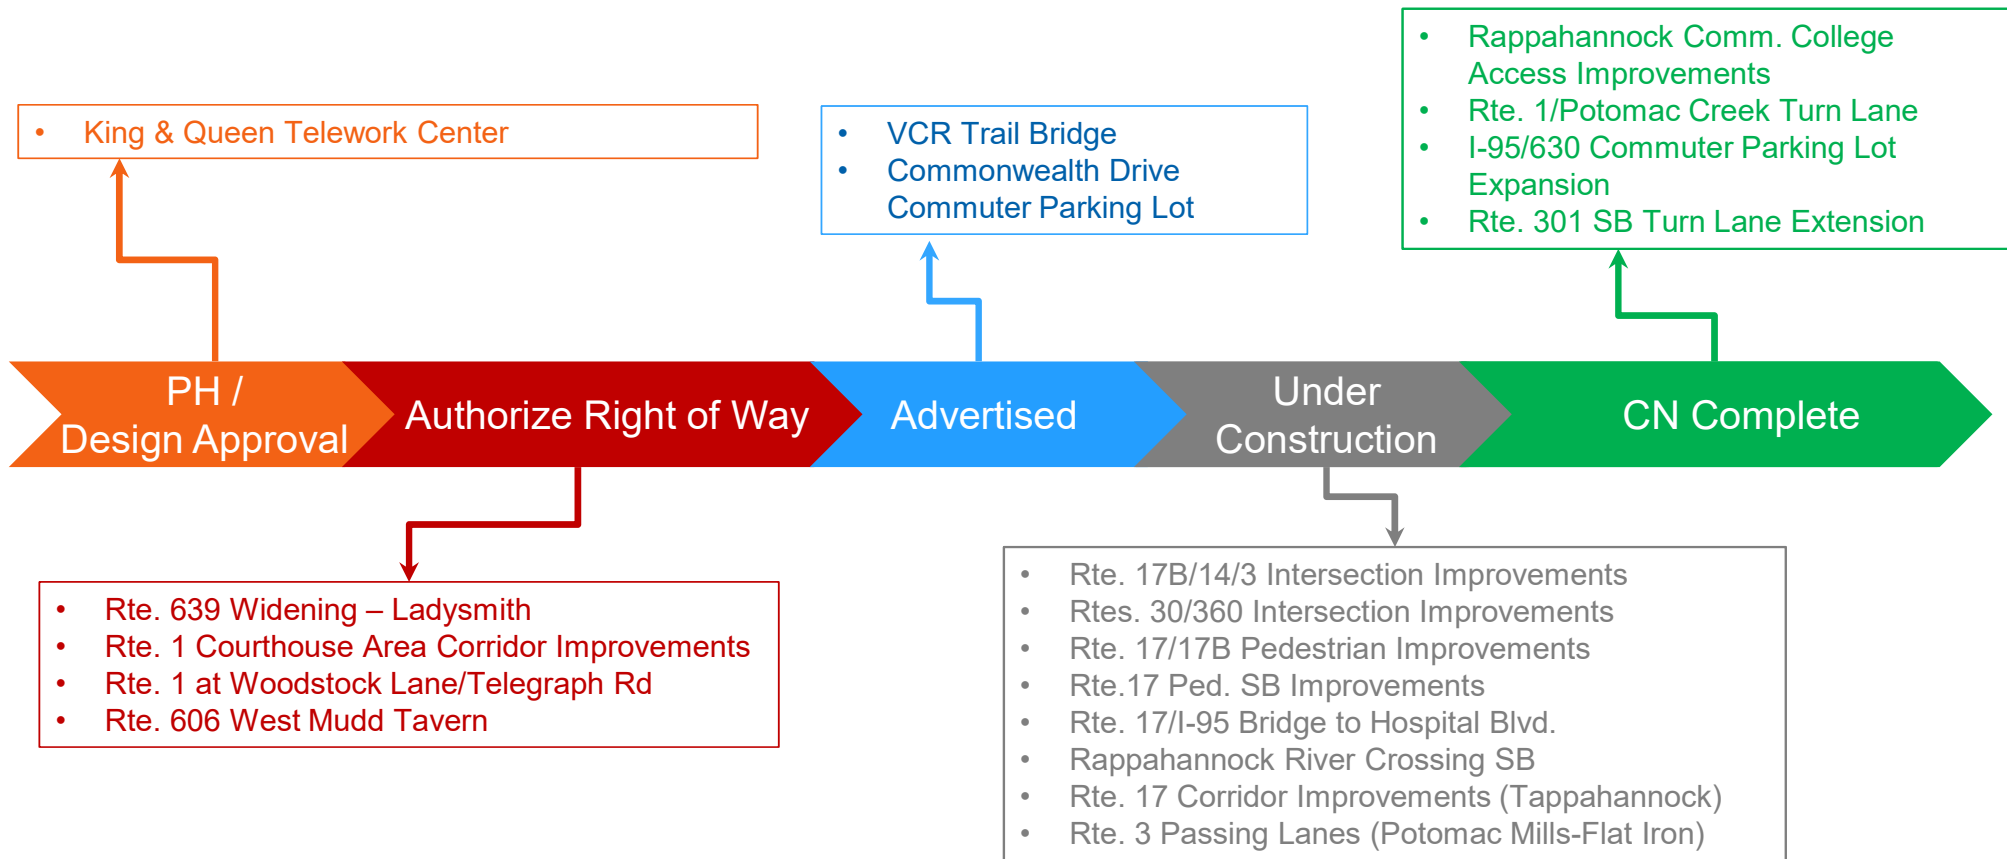 • King & Queen Telework Center
• VCR Trail Bridge
• Commonwealth Drive
Commuter Parking Lot
• Rappahannock Comm. College
Access Improvements
• Rte. 1/Potomac Creek Turn Lane
• I-95/630 Commuter Parking Lot
Expansion
• Rte. 301 SB Turn Lane Extension
PH /
Design Approval
Authorize Right of Way
Advertised
Under
Construction
CN Complete
• Rte. 639 Widening – Ladysmith
• Rte. 1 Courthouse Area Corridor Improvements
• Rte. 1 at Woodstock Lane/Telegraph Rd
• Rte. 606 West Mudd Tavern
• Rte. 17B/14/3 Intersection Improvements
• Rtes. 30/360 Intersection Improvements
• Rte. 17/17B Pedestrian Improvements
• Rte.17 Ped. SB Improvements
• Rte. 17/I-95 Bridge to Hospital Blvd.
• Rappahannock River Crossing SB
• Rte. 17 Corridor Improvements (Tappahannock)
• Rte. 3 Passing Lanes (Potomac Mills-Flat Iron)